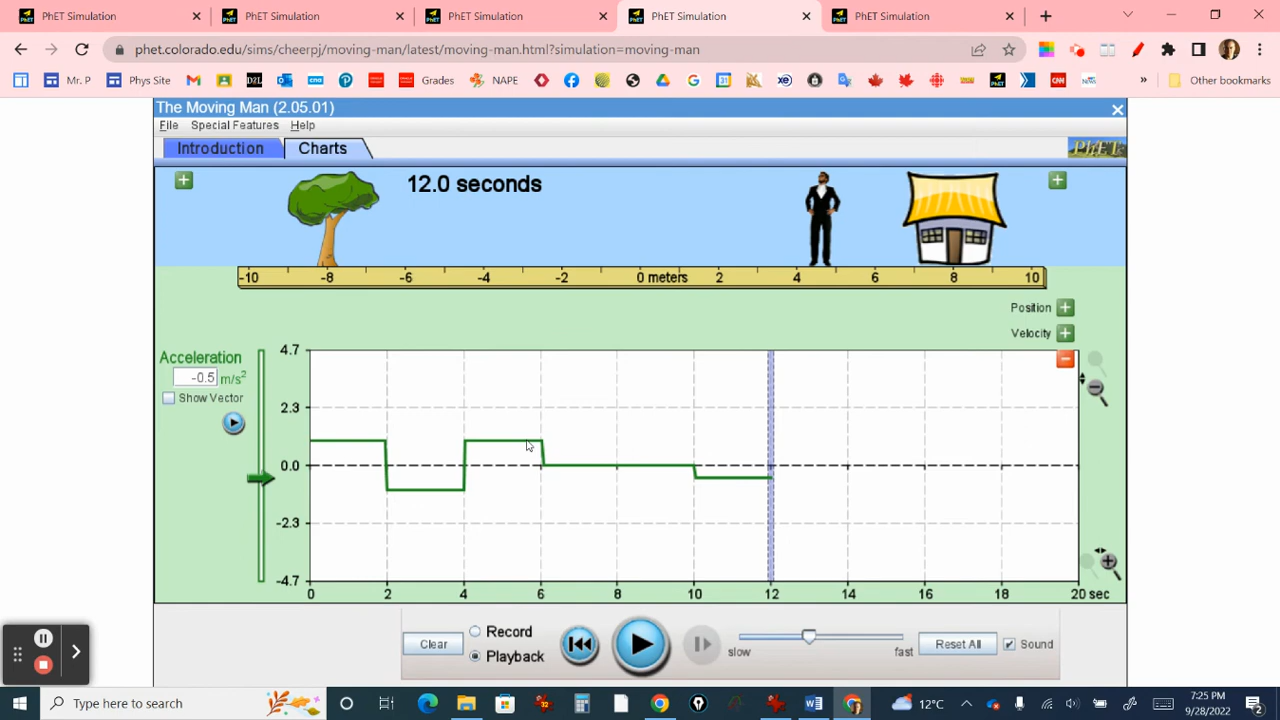 PhET Simulation
PhET Simulation
PhET Simulation
PhET Simulation
PhET Simulation
phet.colorado.edu/sims/cheerpj/moving-man/latest/moving-man.html?simulation=moving-man
Mr. P
Phys Site
D2L
Grades
NAPE
CNN
Other bookmarks
The Moving Man (2.05.01)
File Special Features Help
Introduction Charts PhET
12.0 seconds
-10 -8 -6 -4 -2 0 meters 2 4 6 8 10
Position
Velocity
Acceleration
-0.5 m/s²
Show Vector
4.7
2.3
0.0
-2.3
-4.7
0 2 4 6 8 10 12 14 16 18 20 sec
Clear
Record
Playback
slow
fast
Reset All
Sound
Type here to search
12°C
7:25 PM
9/28/2022